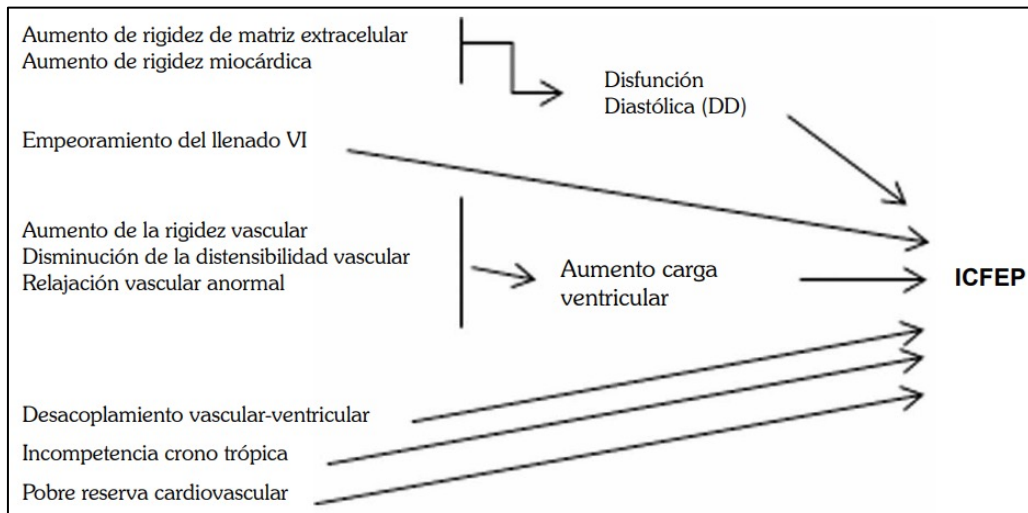 Aumento de rigidez de matriz extracelular
Aumento de rigidez miocárdica
Disfunción
Diastólica (DD)
Empeoramiento del llenado VI
Aumento de la rigidez vascular
Disminución de la distensibilidad vascular
Relajación vascular anormal
Aumento carga
ventricular
ICFEP
Desacoplamiento vascular-ventricular
Incompetencia crono trópica
Pobre reserva cardiovascular